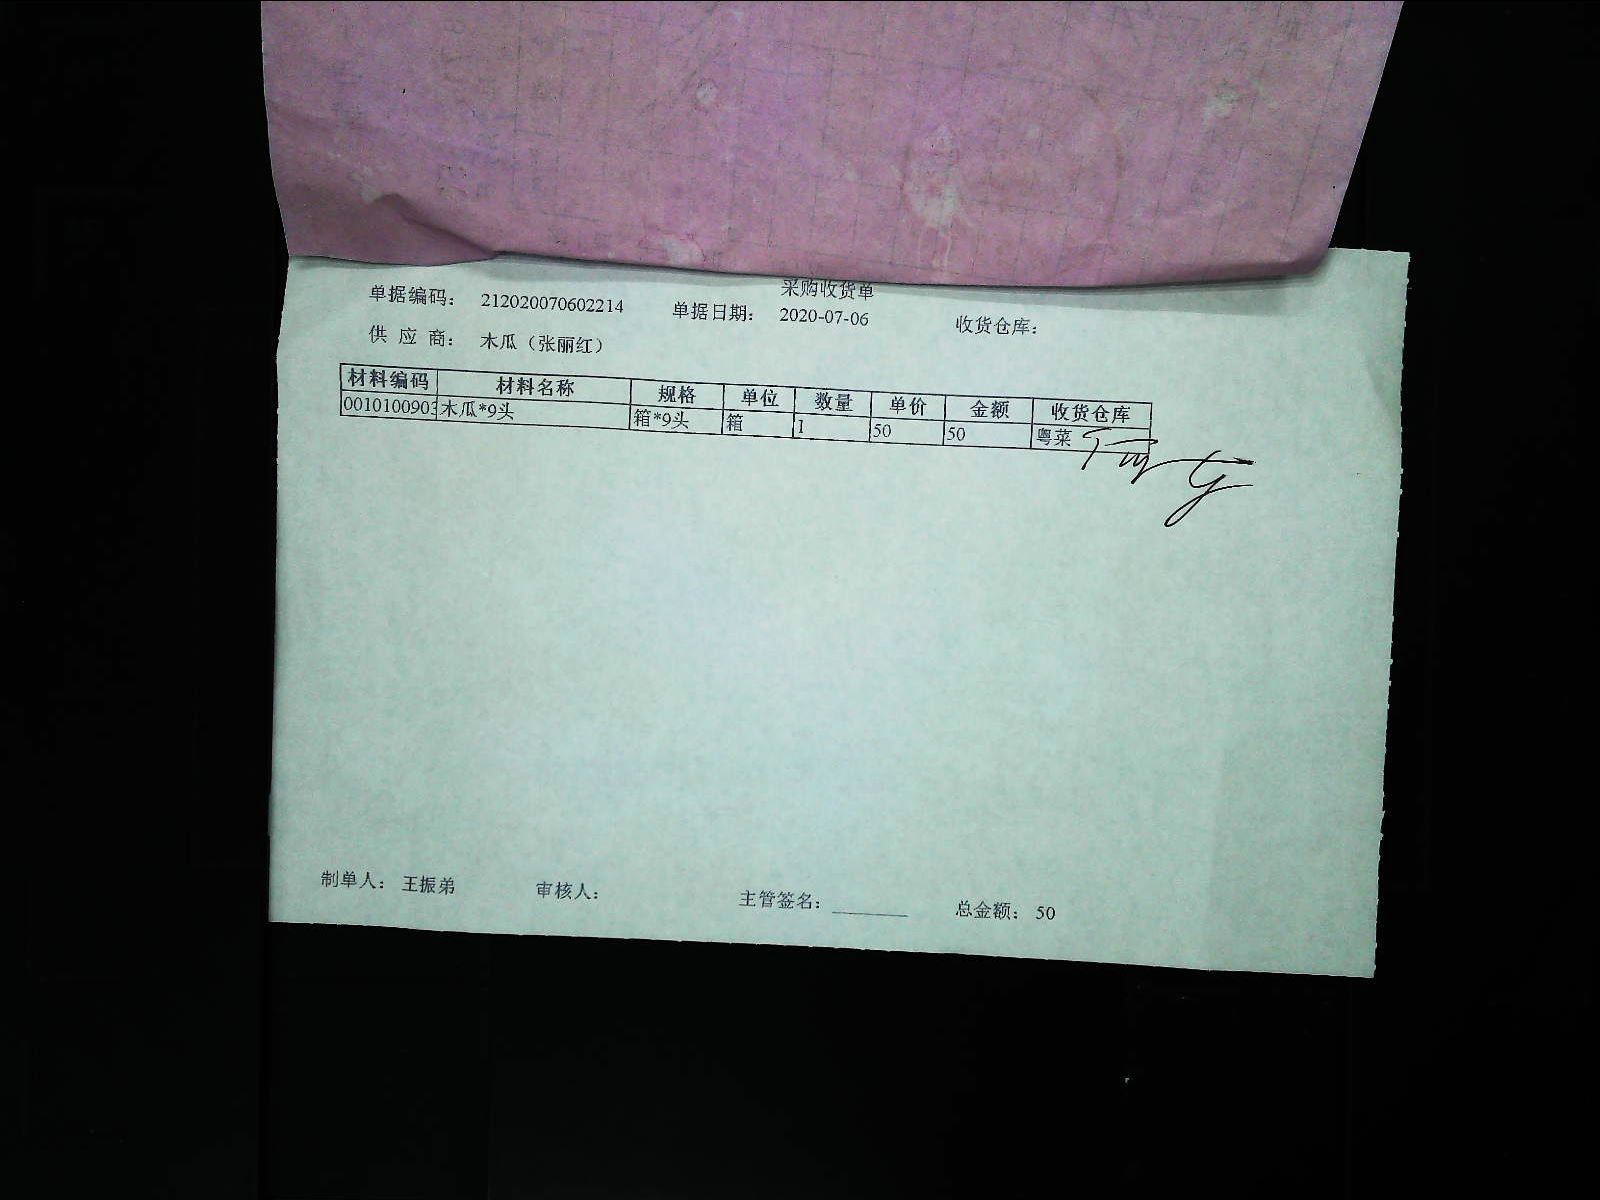 采购收货单
单据编码： 212020070602214 单据日期： 2020-07-06 收货仓库：
供 应 商： 木瓜（张丽红）
材料编码 材料名称 规格 单位 数量 单价 金额 收货仓库
0010100903 木瓜*9头 箱*9头 箱 1 50 50 粤菜
制单人： 王振弟 审核人： 主管签名： ________ 总金额： 50